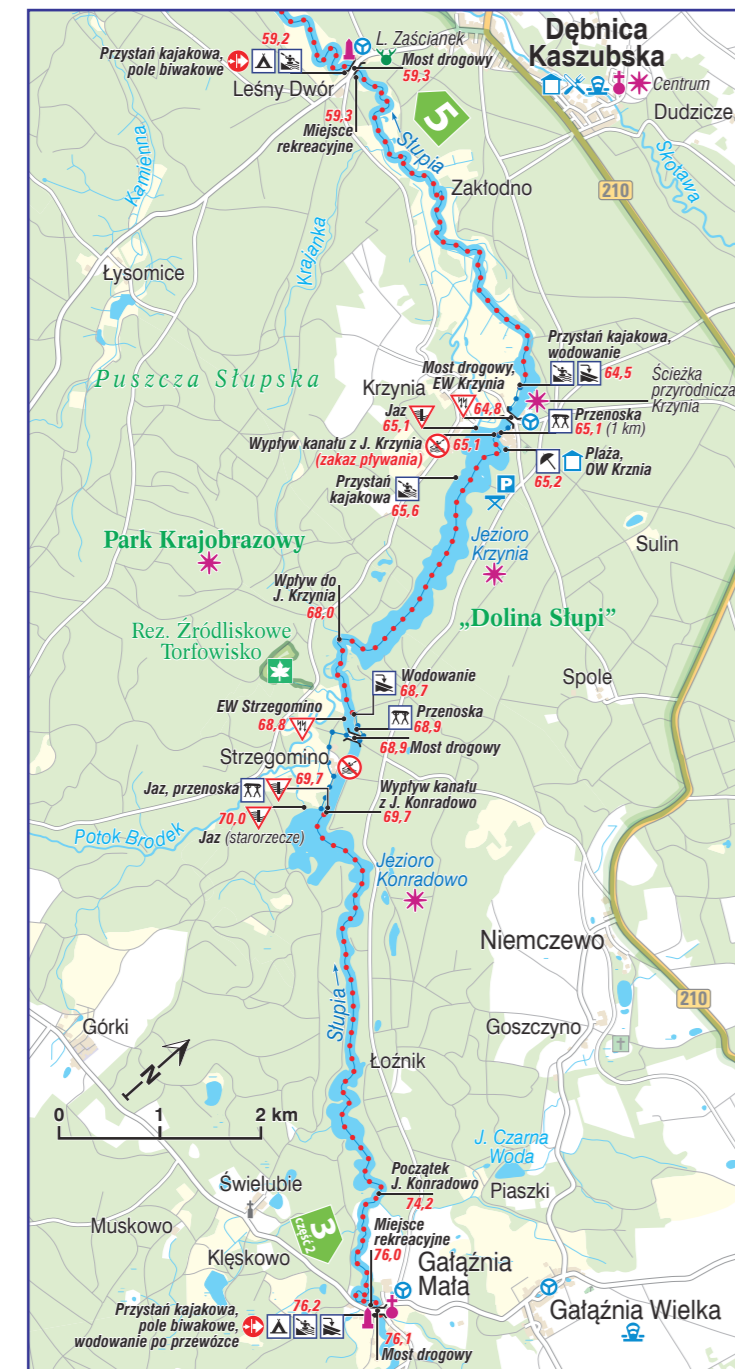 59,2
Przystań kajakowa,
pole biwakowe
Leśny Dwór
L. Zaścianek
Most drogowy
59,3
59,3
Miejsce
rekreacyjne
Dębnica
Kaszubska
Centrum
Dudzicze
Skotawa
210
5
Słupia
Zakłodno
Kamienna
Krajanka
Łysomice
Puszcza Słupska
Przystań kajakowa,
wodowanie
64,5
Most drogowy,
EW Krzynia
64,8
Krzynia
Jaz
65,1
Ścieżka
przyrodnicza
Krzynia
Przenoska
65,1 (1 km)
Wypływ kanału z J. Krzynia
(zakaz pływania)
65,1
Plaża,
OW Krznia
65,2
P
Przystań
kajakowa
65,6
Jezioro
Krzynia
Sulin
Park Krajobrazowy
Wpływ do
J. Krzynia
68,0
„Dolina Słupi”
Rez. Źródliskowe
Torfowisko
Spole
Wodowanie
68,7
EW Strzegomino
68,8
Przenoska
68,9
68,9 Most drogowy
Strzegomino
Jaz, przenoska
69,7
Wypływ kanału
z J. Konradowo
69,7
70,0
Jaz (starorzecze)
Potok Brodek
Jezioro
Konradowo
Niemczewo
210
Słupia
Górki
Goszczyno
Łoźnik
N
0 1 2 km
J. Czarna
Woda
Początek
J. Konradowo
74,2
Piaszki
Świelubie
Muskowo
3
część 2
Miejsce
rekreacyjne
76,0
Klęskowo
Gałąźnia
Mała
Gałąźnia Wielka
Przystań kajakowa,
pole biwakowe,
wodowanie po przewózce
76,2
76,1
Most drogowy